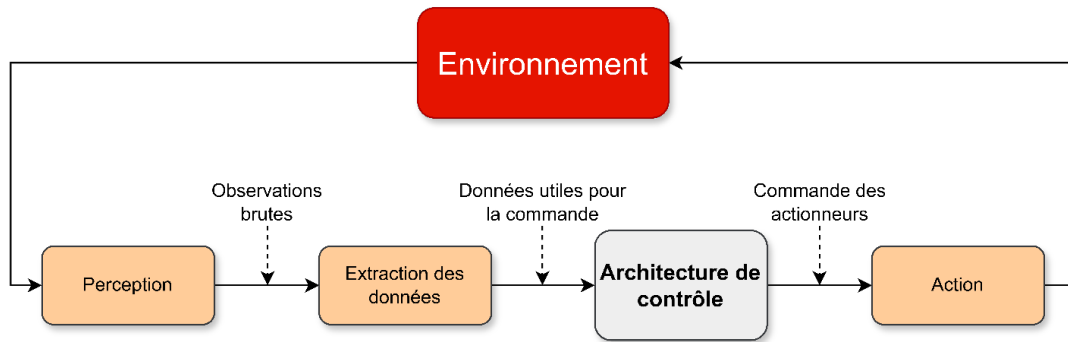 Environnement
Observations
brutes
Données utiles pour
la commande
Commande des
actionneurs
Perception
Extraction des
données
Architecture de
contrôle
Action